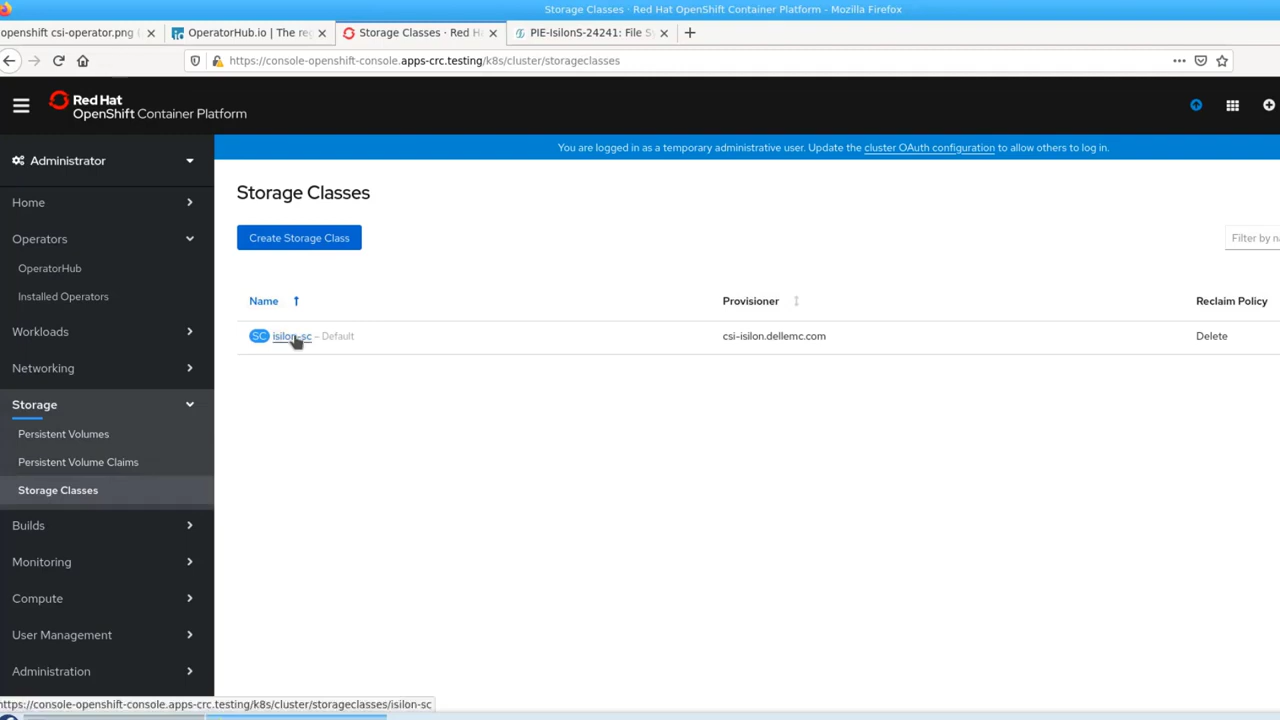 Storage Classes · Red Hat OpenShift Container Platform - Mozilla Firefox
openshift csi-operator.png
OperatorHub.io | The re
Storage Classes · Red H
PIE-IsilonS-24241: File Sy
https://console-openshift-console.apps-crc.testing/k8s/cluster/storageclasses
Red Hat
OpenShift Container Platform
You are logged in as a temporary administrative user. Update the cluster OAuth configuration to allow others to log in.
Administrator
Home
Operators
OperatorHub
Installed Operators
Workloads
Networking
Storage
Persistent Volumes
Persistent Volume Claims
Storage Classes
Builds
Monitoring
Compute
User Management
Administration
Storage Classes
Create Storage Class
Filter by na
Name
Provisioner
Reclaim Policy
SC isilon-sc – Default
csi-isilon.dellemc.com
Delete
https://console-openshift-console.apps-crc.testing/k8s/cluster/storageclasses/isilon-sc